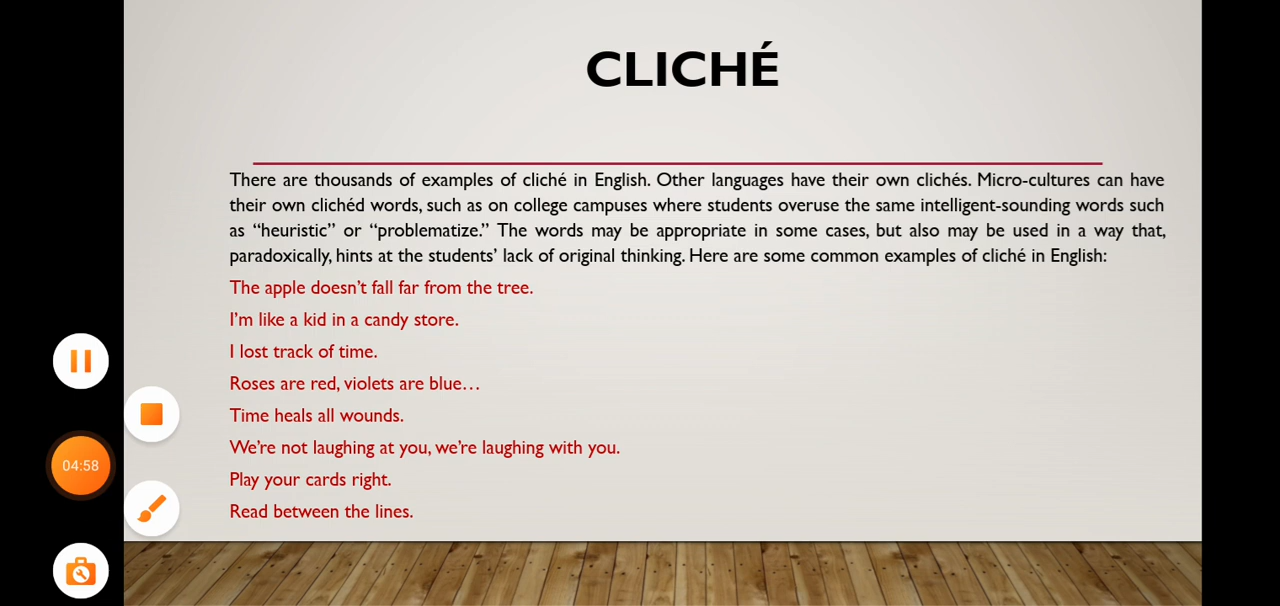 CLICHÉ
There are thousands of examples of cliché in English. Other languages have their own clichés. Micro-cultures can have
their own clichéd words, such as on college campuses where students overuse the same intelligent-sounding words such
as “heuristic” or “problematize.” The words may be appropriate in some cases, but also may be used in a way that,
paradoxically, hints at the students’ lack of original thinking. Here are some common examples of cliché in English:
The apple doesn’t fall far from the tree.
I’m like a kid in a candy store.
I lost track of time.
Roses are red, violets are blue…
Time heals all wounds.
We’re not laughing at you, we’re laughing with you.
04:58
Play your cards right.
Read between the lines.